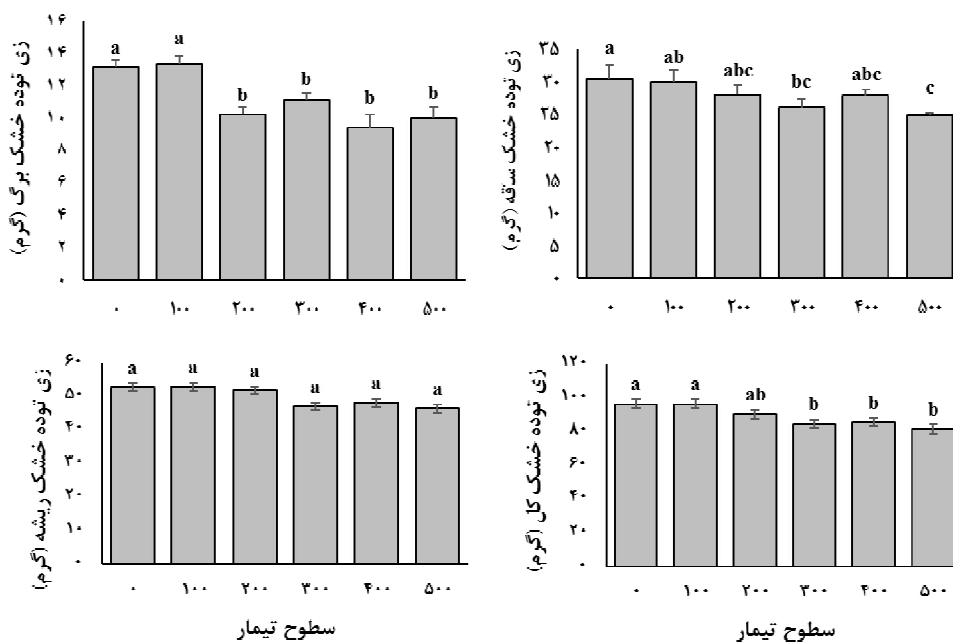 زی توده خشک برگ (گرم)
۱۶
۱۴
۱۲
۱۰
۸
۶
۴
۲
۰
a
a
b
b
b
b
۰ ۱۰۰ ۲۰۰ ۳۰۰ ۴۰۰ ۵۰۰
زی توده خشک ساقه (گرم)
۳۵
۳۰
۲۵
۲۰
۱۵
۱۰
۵
۰
a
ab
abc
bc
abc
c
۰ ۱۰۰ ۲۰۰ ۳۰۰ ۴۰۰ ۵۰۰
زی توده خشک ریشه (گرم)
۶۰
۵۰
۴۰
۳۰
۲۰
۱۰
۰
a
a
a
a
a
a
۰ ۱۰۰ ۲۰۰ ۳۰۰ ۴۰۰ ۵۰۰
سطوح تیمار
زی توده خشک کل (گرم)
۱۲۰
۱۰۰
۸۰
۶۰
۴۰
۲۰
۰
a
a
ab
b
b
b
۰ ۱۰۰ ۲۰۰ ۳۰۰ ۴۰۰ ۵۰۰
سطوح تیمار